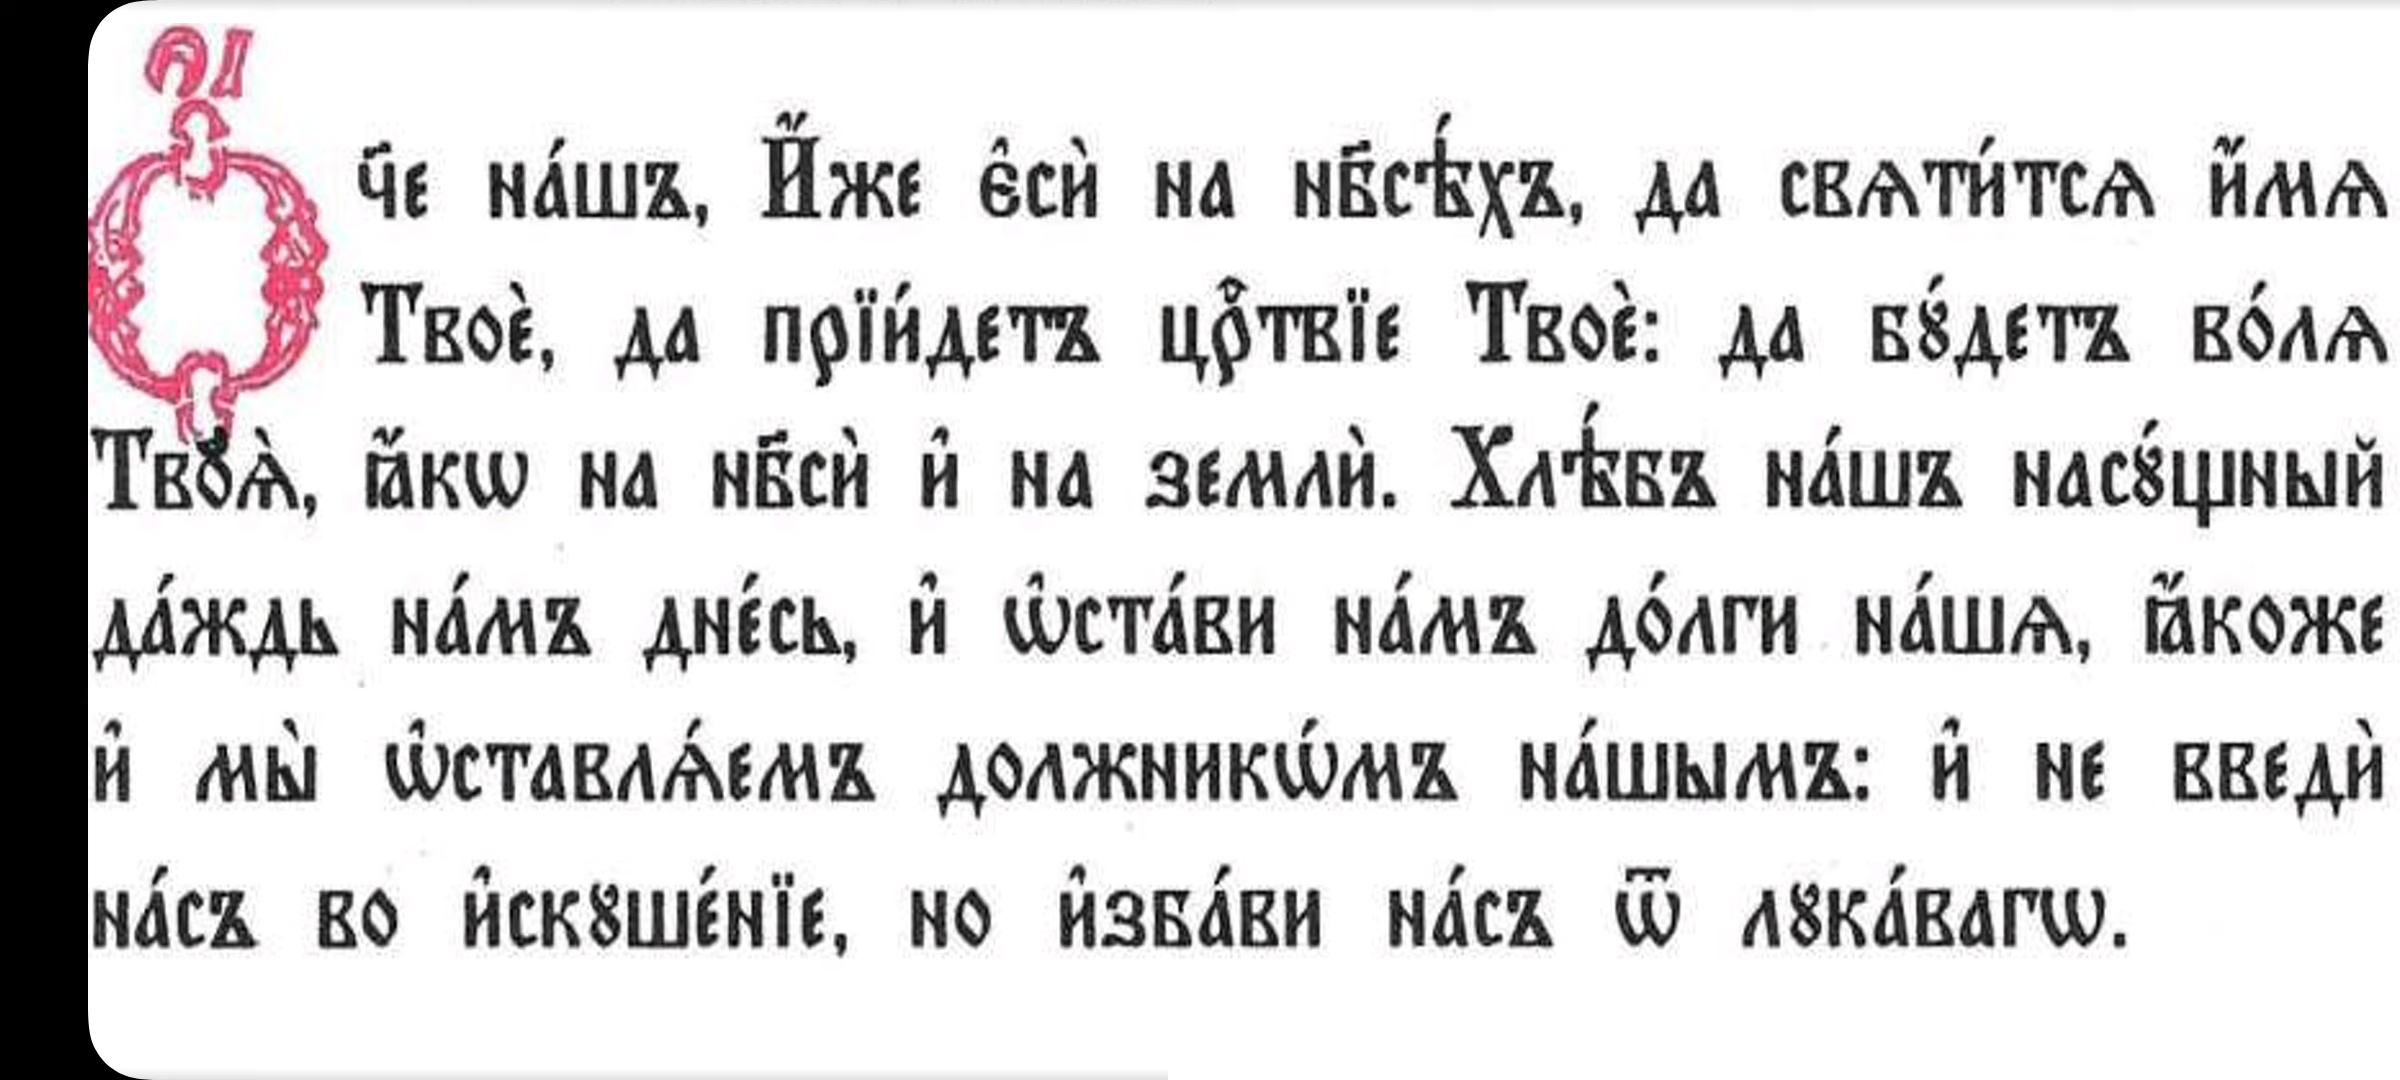 Ѻ҆́ч҃е на́шъ, И҆́же є҆сѝ на нб҃сѣ́хъ, да свѧти́тсѧ и҆́мѧ
Твоѐ, да прїи́детъ црⷭ҇твїе Твоѐ: да бꙋ́детъ во́лѧ
Твоѧ̀, ꙗ҆́кѡ на нб҃сѝ и҆ на землѝ. Хлѣ́бъ на́шъ насꙋ́щный
да́ждь на́мъ дне́сь, и҆ ѡ҆ста́ви на́мъ до́лги на́шѧ, ꙗ҆́коже
и҆ мы̀ ѡ҆ставлѧ́емъ должникѡ́мъ на́шымъ: и҆ не введѝ
на́съ во и҆скꙋше́нїе, но и҆зба́ви на́съ ѿ лꙋка́вагѡ.